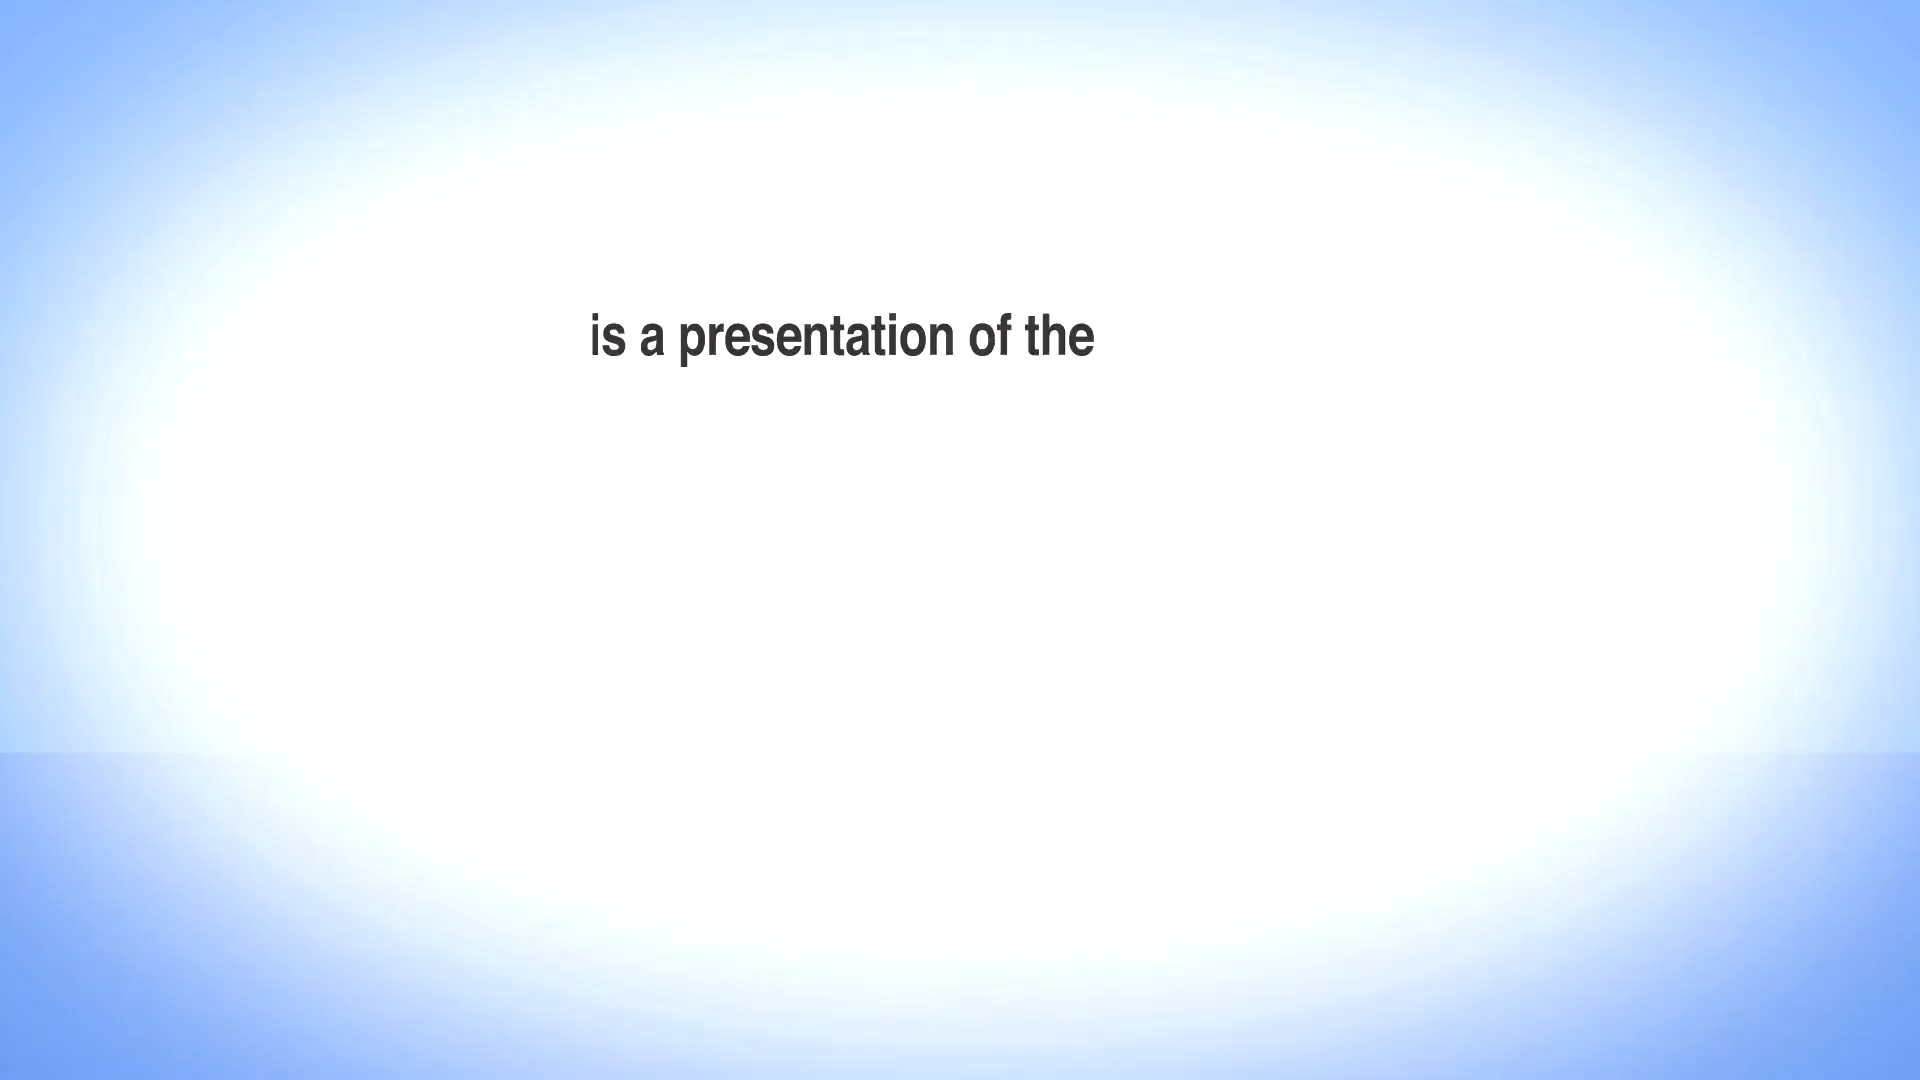 is a presentation of the